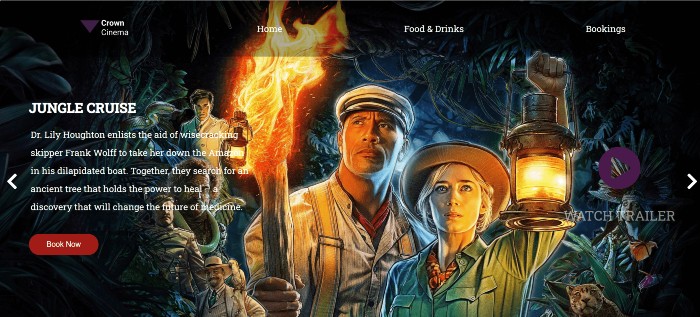 Crown
Cinema
Home
Food & Drinks
Bookings
JUNGLE CRUISE
Dr. Lily Houghton enlists the aid of wisecracking
skipper Frank Wolff to take her down the Amazon
in his dilapidated boat. Together, they search for an
ancient tree that holds the power to heal – a
discovery that will change the future of medicine.
WATCH TRAILER
Book Now